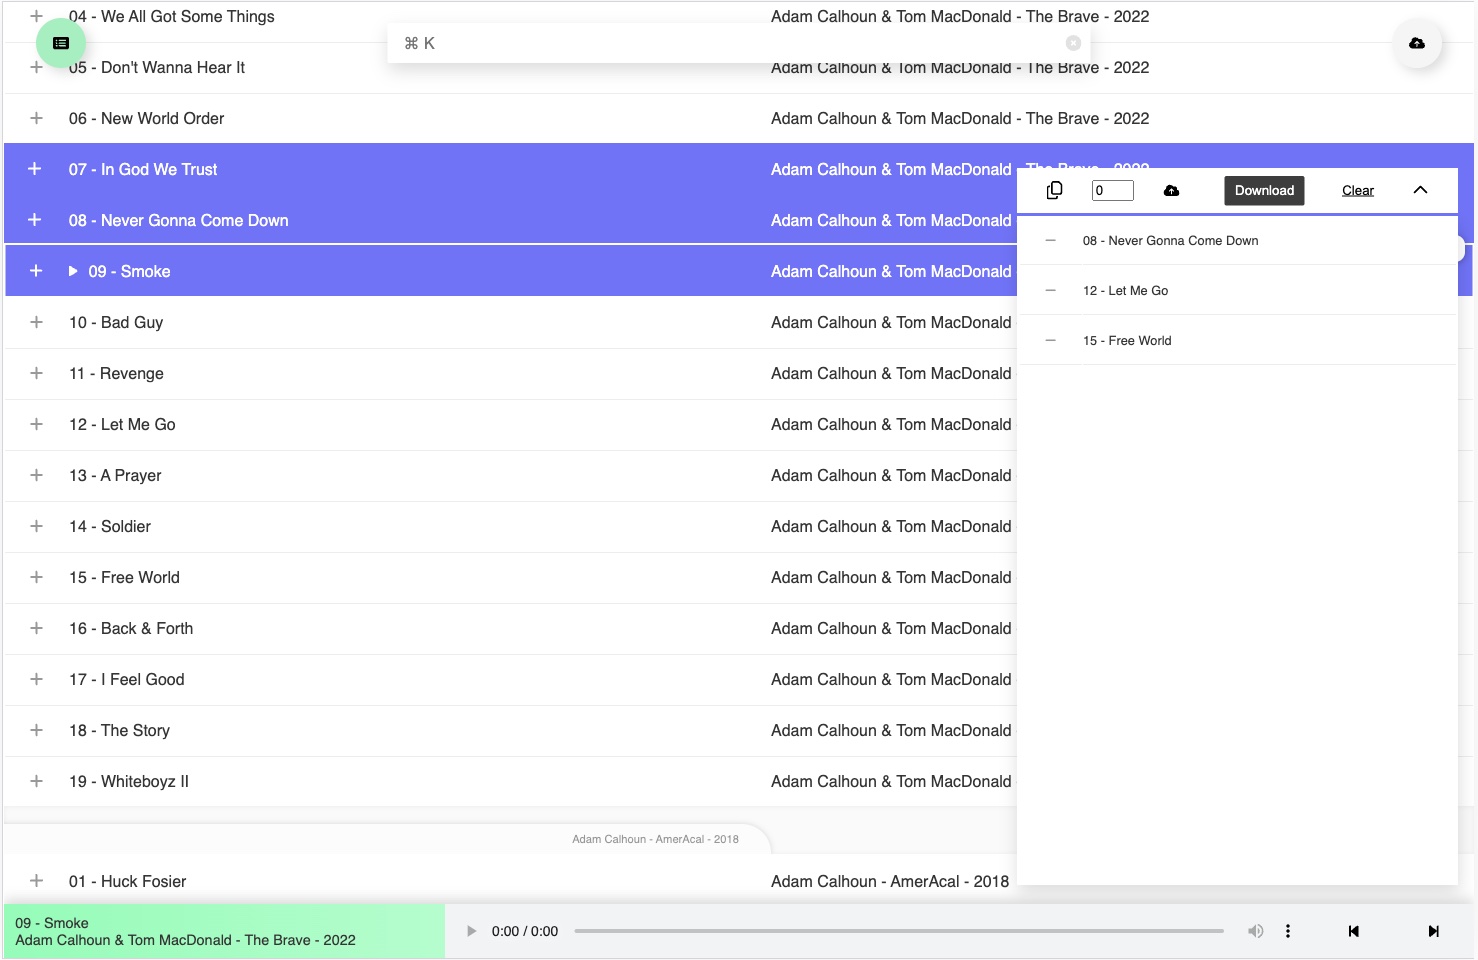 04 - We All Got Some Things Adam Calhoun & Tom MacDonald - The Brave - 2022
⌘ K
05 - Don't Wanna Hear It Adam Calhoun & Tom MacDonald - The Brave - 2022
06 - New World Order Adam Calhoun & Tom MacDonald - The Brave - 2022
07 - In God We Trust Adam Calhoun & Tom MacDonald - The Brave - 2022
0 Download Clear
08 - Never Gonna Come Down Adam Calhoun & Tom MacDonald
08 - Never Gonna Come Down
09 - Smoke Adam Calhoun & Tom MacDonald
12 - Let Me Go
10 - Bad Guy Adam Calhoun & Tom MacDonald
15 - Free World
11 - Revenge Adam Calhoun & Tom MacDonald
12 - Let Me Go Adam Calhoun & Tom MacDonald
13 - A Prayer Adam Calhoun & Tom MacDonald
14 - Soldier Adam Calhoun & Tom MacDonald
15 - Free World Adam Calhoun & Tom MacDonald
16 - Back & Forth Adam Calhoun & Tom MacDonald
17 - I Feel Good Adam Calhoun & Tom MacDonald
18 - The Story Adam Calhoun & Tom MacDonald
19 - Whiteboyz II Adam Calhoun & Tom MacDonald
Adam Calhoun - AmerAcal - 2018
01 - Huck Fosier Adam Calhoun - AmerAcal - 2018
09 - Smoke
Adam Calhoun & Tom MacDonald - The Brave - 2022
0:00 / 0:00